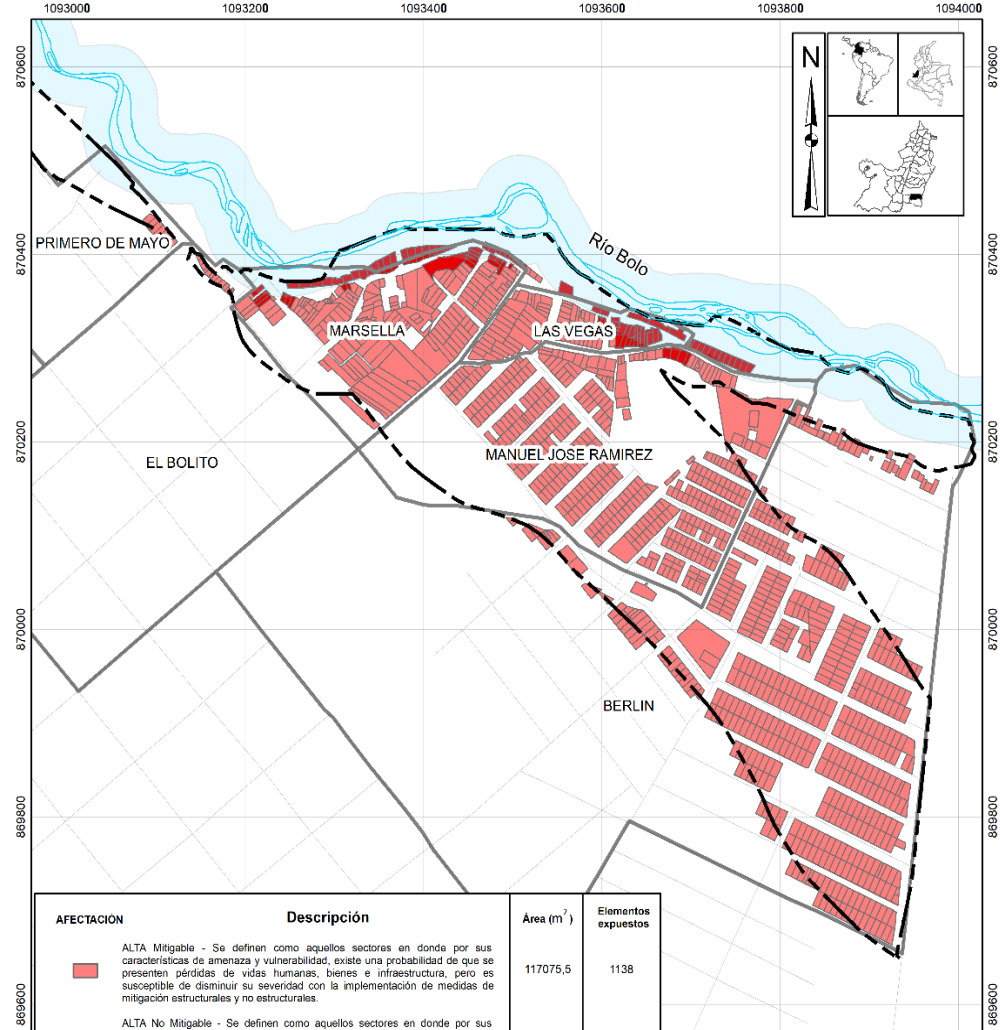 1093000 1093200 1093400 1093600 1093800 1094000
870600
870600
N
Río Bolo
870400
870400
PRIMERO DE MAYO
MARSELLA
LAS VEGAS
870200
870200
EL BOLITO
MANUEL JOSE RAMIREZ
870000
870000
BERLIN
869800
869800
869600
AFECTACIÓN
Descripción
Área (m²)
Elementos
expuestos
ALTA Mitigable - Se definen como aquellos sectores en donde por sus
características de amenaza y vulnerabilidad, existe una probabilidad de que se
presenten pérdidas de vidas humanas, bienes e infraestructura, pero es
susceptible de disminuir su severidad con la implementación de medidas de
mitigación estructurales y no estructurales.
117075,5
1138
ALTA No Mitigable - Se definen como aquellos sectores en donde por sus
869600